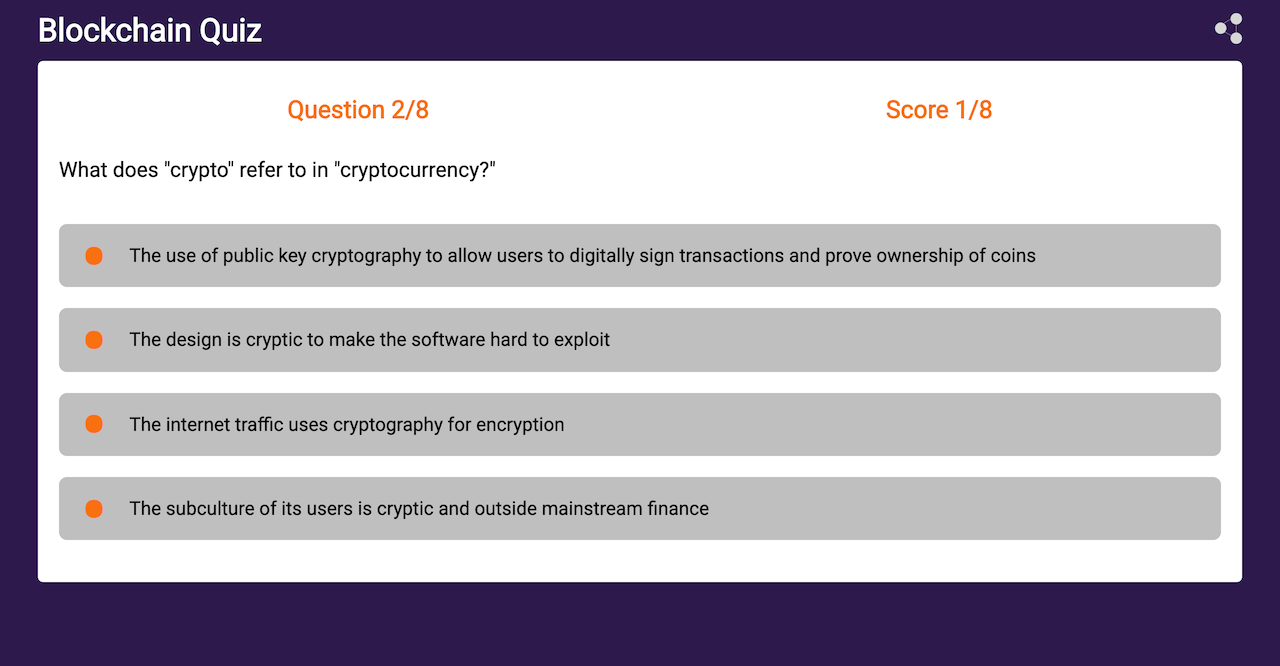 Blockchain Quiz
Question 2/8
Score 1/8
What does "crypto" refer to in "cryptocurrency?"
The use of public key cryptography to allow users to digitally sign transactions and prove ownership of coins
The design is cryptic to make the software hard to exploit
The internet traffic uses cryptography for encryption
The subculture of its users is cryptic and outside mainstream finance